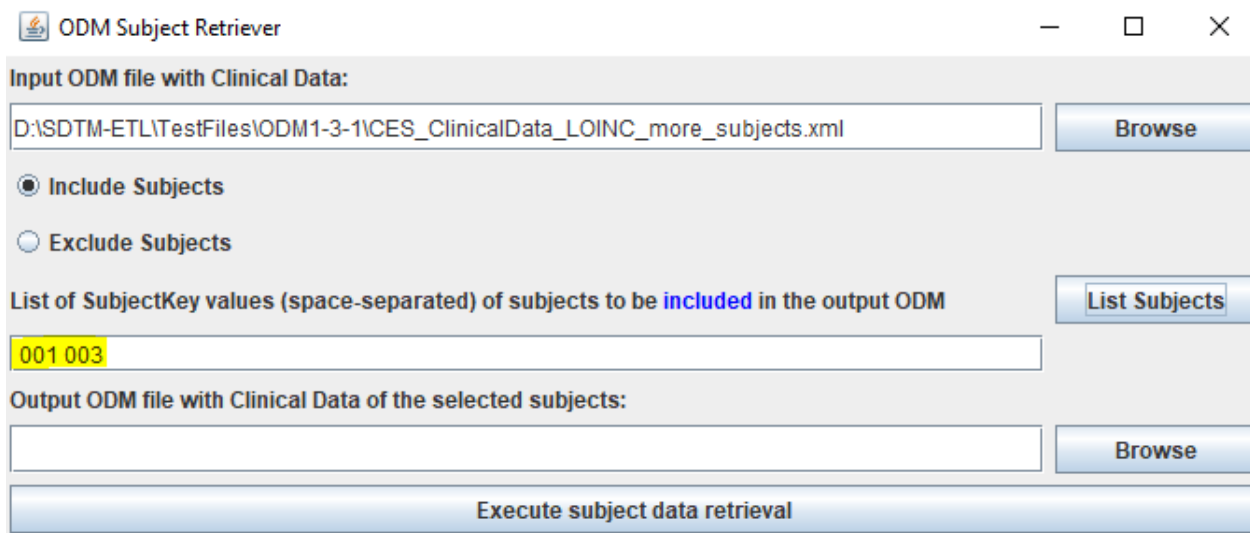 ODM Subject Retriever
Input ODM file with Clinical Data:
D:\SDTM-ETL\TestFiles\ODM1-3-1\CES_ClinicalData_LOINC_more_subjects.xml
Browse
Include Subjects
Exclude Subjects
List of SubjectKey values (space-separated) of subjects to be included in the output ODM
List Subjects
001 003
Output ODM file with Clinical Data of the selected subjects:
Browse
Execute subject data retrieval